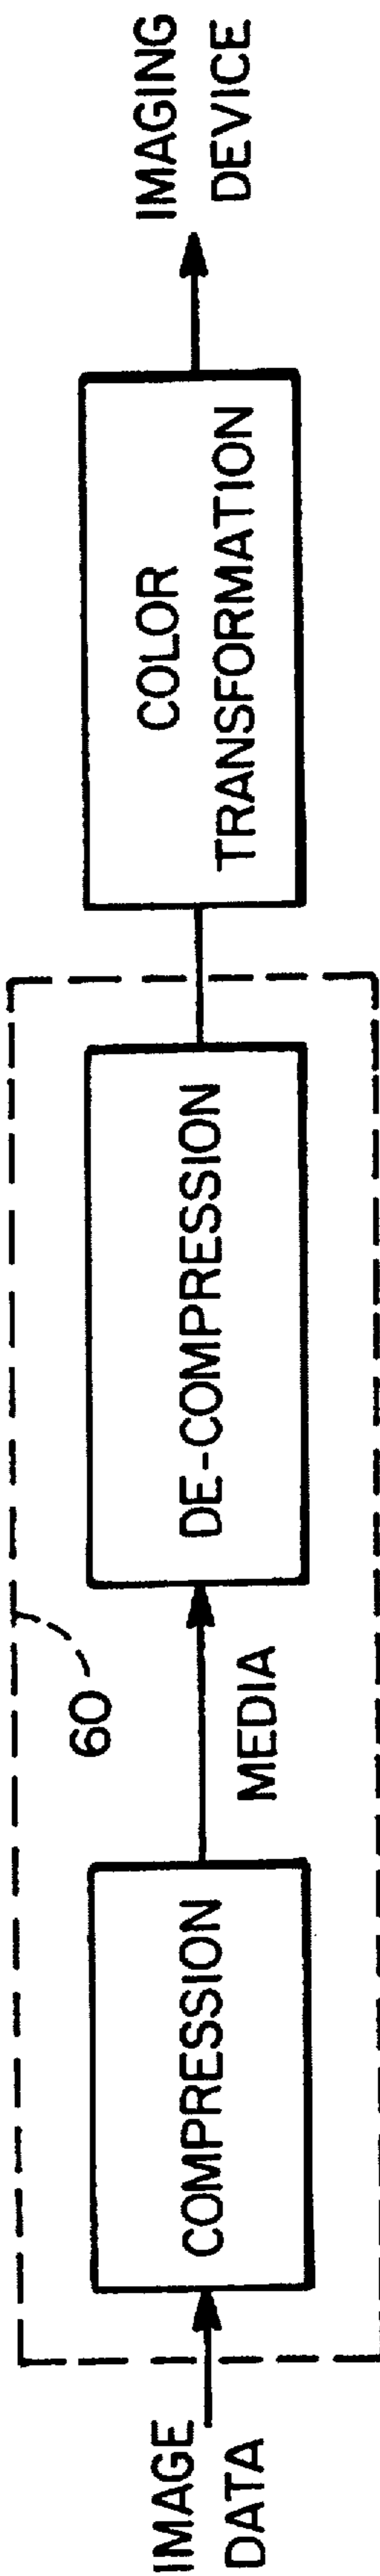 IMAGE
DATA
COMPRESSION
MEDIA
60
DE-COMPRESSION
COLOR
TRANSFORMATION
IMAGING
DEVICE